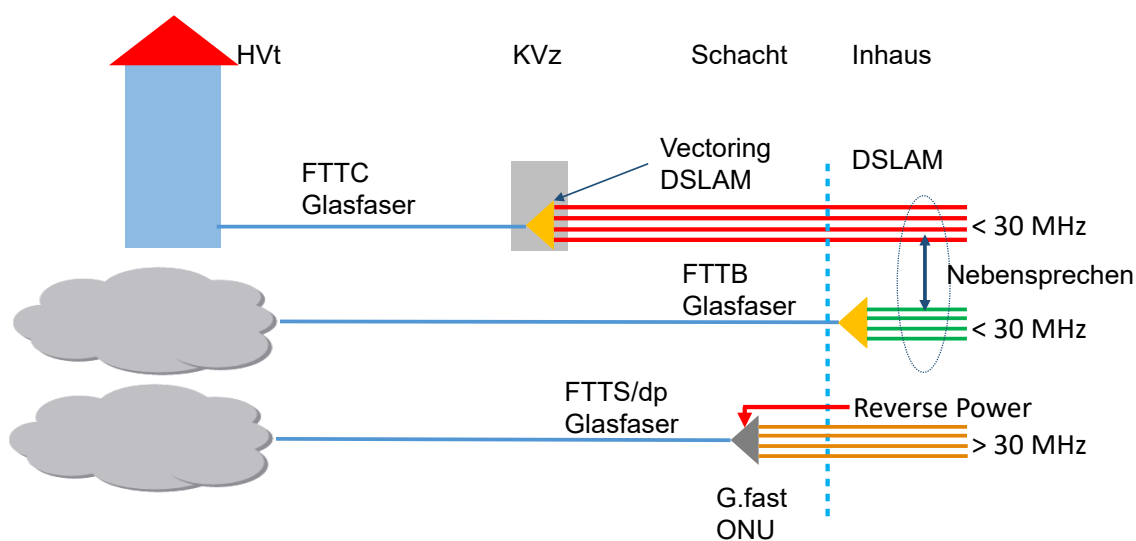 HVt
KVz
Schacht
Inhaus
FTTC
Glasfaser
Vectoring
DSLAM
DSLAM
< 30 MHz
FTTB
Glasfaser
Nebensprechen
< 30 MHz
FTTS/dp
Glasfaser
Reverse Power
> 30 MHz
G.fast
ONU